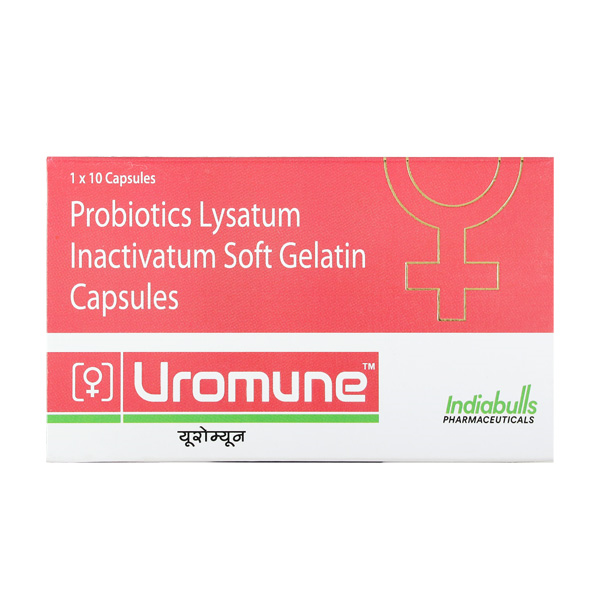 1 x 10 Capsules
Probiotics Lysatum
Inactivatum Soft Gelatin
Capsules
Uromune™
यूरोम्यून
Indiabulls
PHARMACEUTICALS